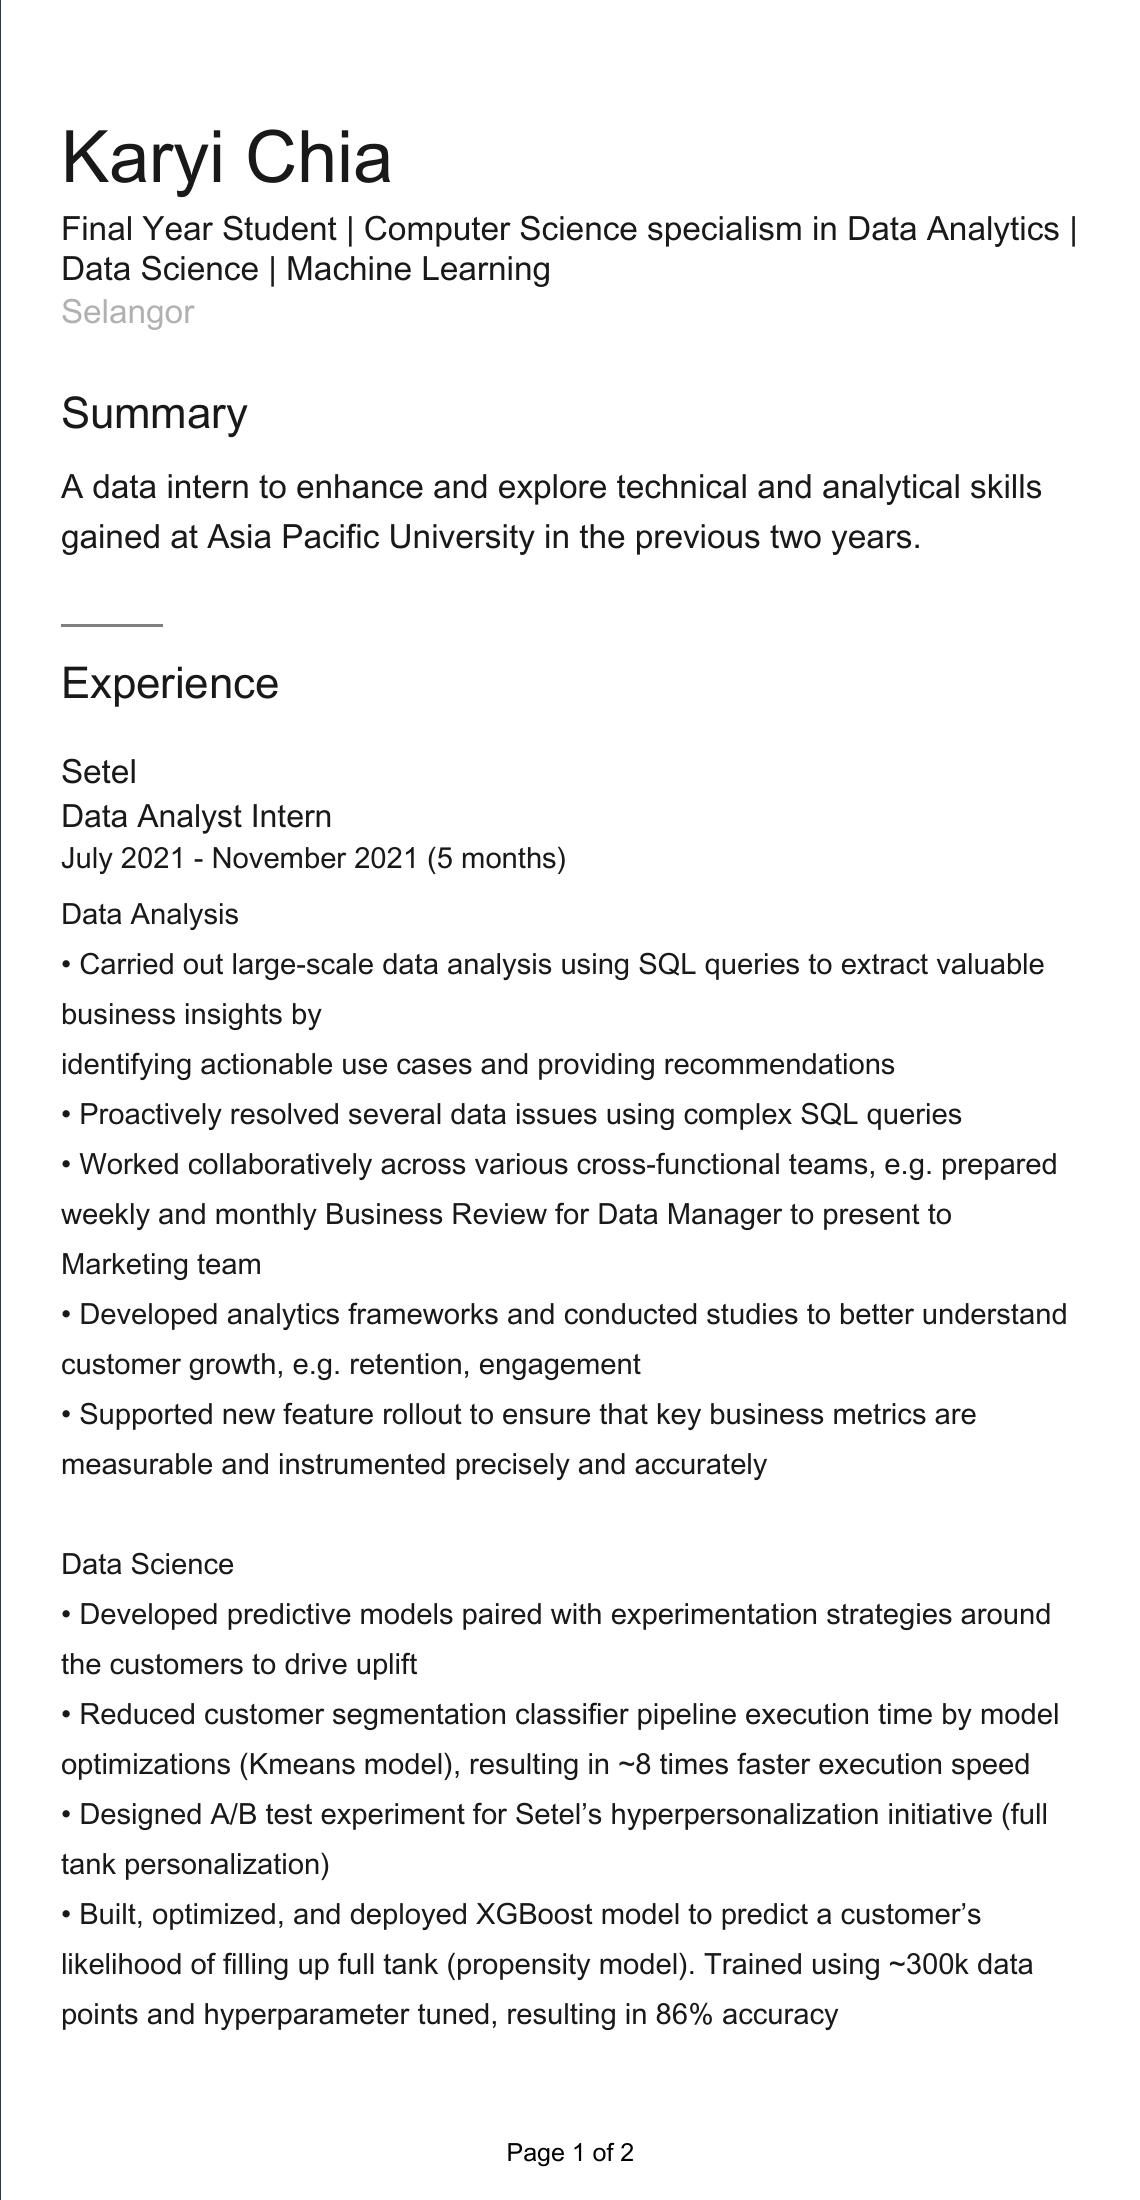 Karyi Chia
Final Year Student | Computer Science specialism in Data Analytics |
Data Science | Machine Learning
Selangor
Summary
A data intern to enhance and explore technical and analytical skills
gained at Asia Pacific University in the previous two years.
Experience
Setel
Data Analyst Intern
July 2021 - November 2021 (5 months)
Data Analysis
• Carried out large-scale data analysis using SQL queries to extract valuable
business insights by
identifying actionable use cases and providing recommendations
• Proactively resolved several data issues using complex SQL queries
• Worked collaboratively across various cross-functional teams, e.g. prepared
weekly and monthly Business Review for Data Manager to present to
Marketing team
• Developed analytics frameworks and conducted studies to better understand
customer growth, e.g. retention, engagement
• Supported new feature rollout to ensure that key business metrics are
measurable and instrumented precisely and accurately
Data Science
• Developed predictive models paired with experimentation strategies around
the customers to drive uplift
• Reduced customer segmentation classifier pipeline execution time by model
optimizations (Kmeans model), resulting in ~8 times faster execution speed
• Designed A/B test experiment for Setel’s hyperpersonalization initiative (full
tank personalization)
• Built, optimized, and deployed XGBoost model to predict a customer’s
likelihood of filling up full tank (propensity model). Trained using ~300k data
points and hyperparameter tuned, resulting in 86% accuracy
Page 1 of 2